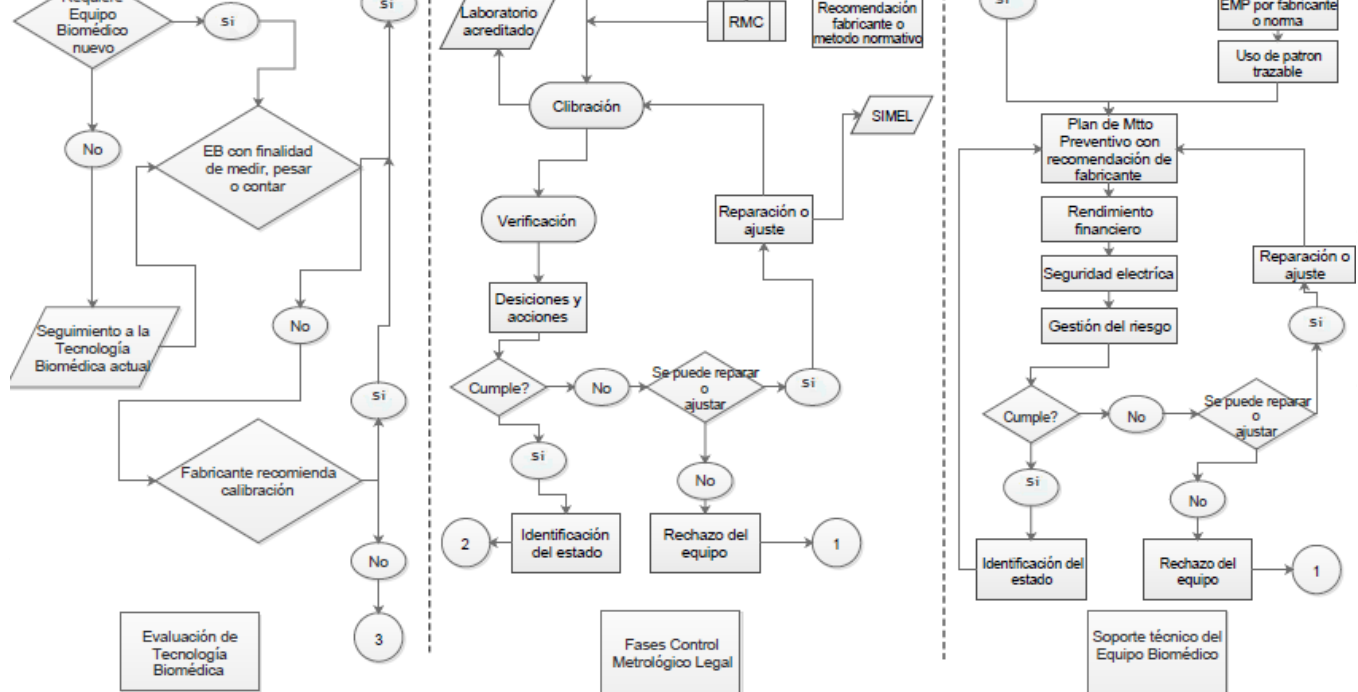 Requiere
Equipo
Biomédico
nuevo
si
No
EB con finalidad
de medir, pesar
o contar
Seguimiento a la
Tecnología
Biomédica actual
No
si
Fabricante recomienda
calibración
No
3
Evaluación de
Tecnología
Biomédica
si
Laboratorio
acreditado
RMC
Recomendación
fabricante o
metodo normativo
Clibración
SIMEL
Verificación
Reparación o
ajuste
Desiciones y
acciones
Cumple?
No
Se puede reparar
o
ajustar
si
si
No
2
Identificación
del estado
Rechazo del
equipo
1
Fases Control
Metrológico Legal
si
EMP por fabricante
o norma
Uso de patron
trazable
Plan de Mtto
Preventivo con
recomendación de
fabricante
Rendimiento
financiero
Seguridad electríca
Gestión del riesgo
Reparación o
ajuste
si
Cumple?
No
Se puede reparar
o
ajustar
si
No
Identificación del
estado
Rechazo del
equipo
1
Soporte técnico del
Equipo Biomédico